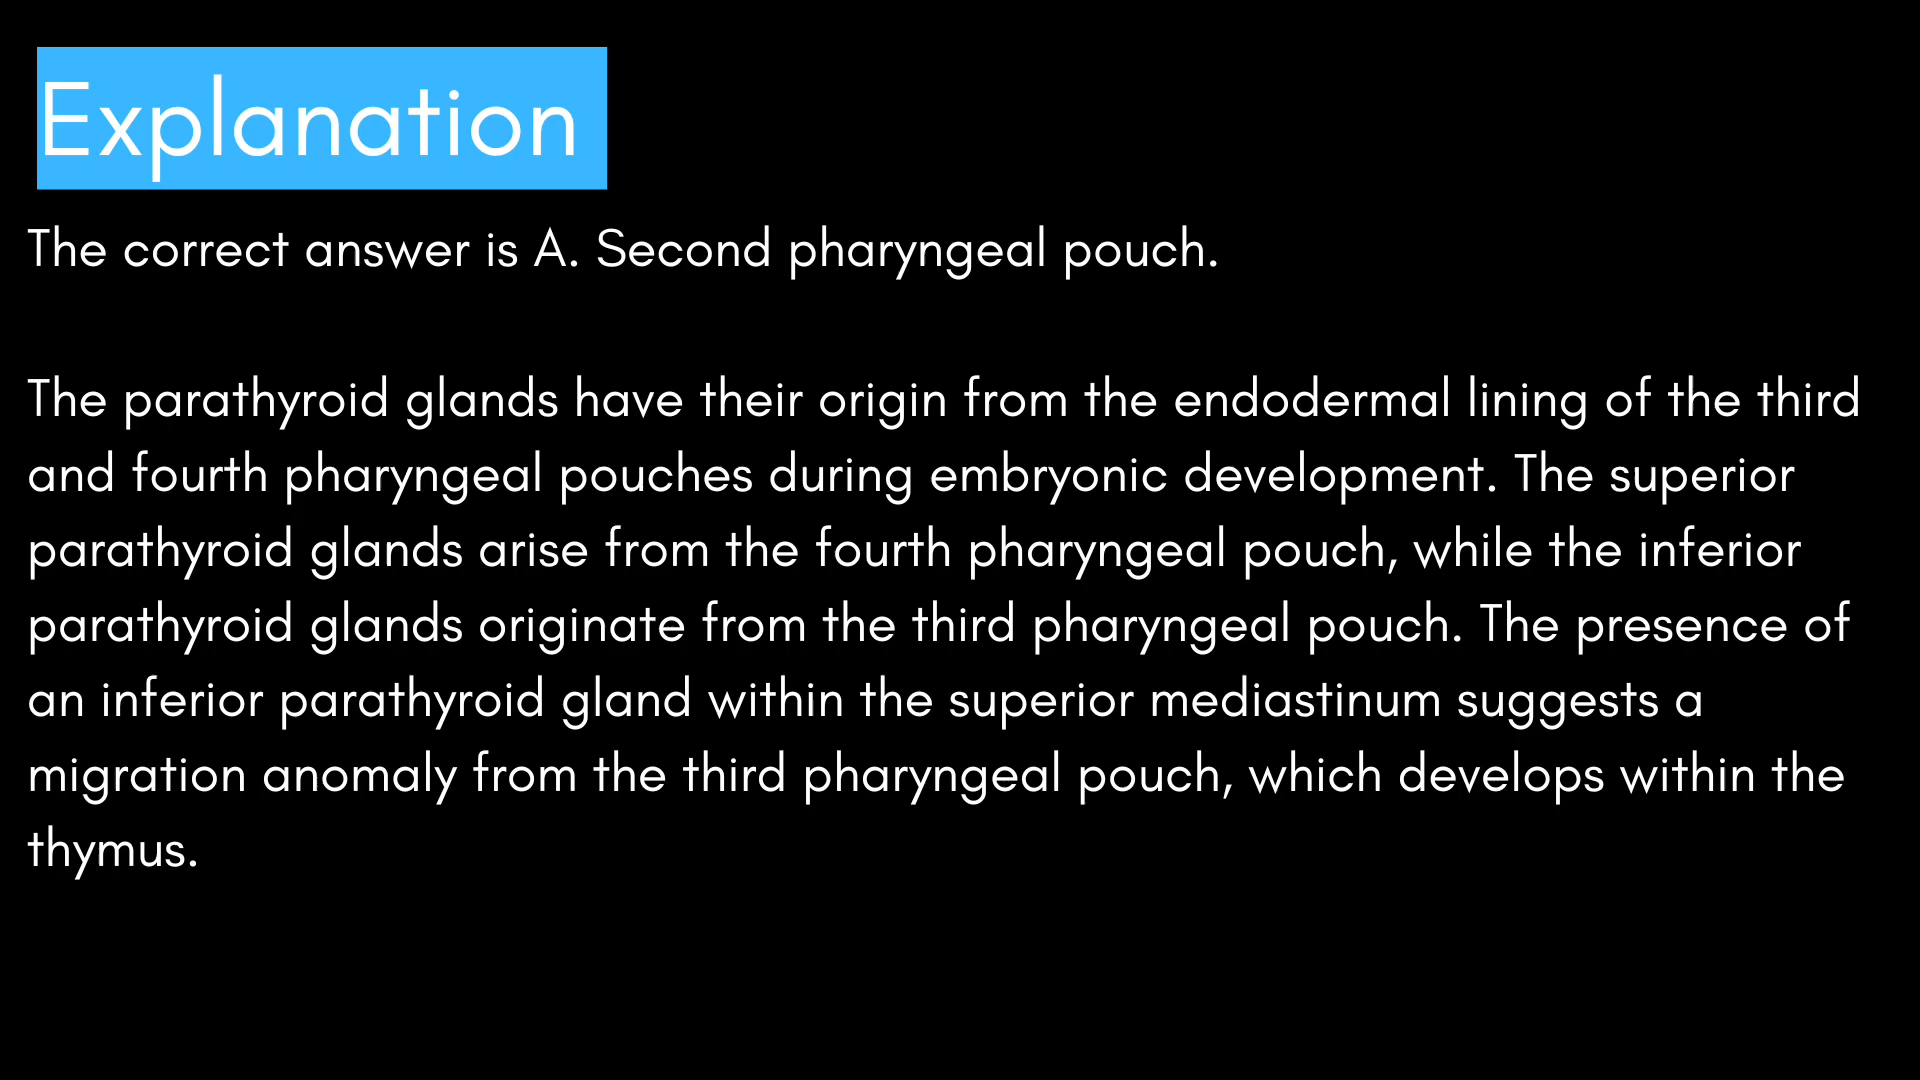 Explanation
The correct answer is A. Second pharyngeal pouch.
The parathyroid glands have their origin from the endodermal lining of the third
and fourth pharyngeal pouches during embryonic development. The superior
parathyroid glands arise from the fourth pharyngeal pouch, while the inferior
parathyroid glands originate from the third pharyngeal pouch. The presence of
an inferior parathyroid gland within the superior mediastinum suggests a
migration anomaly from the third pharyngeal pouch, which develops within the
thymus.